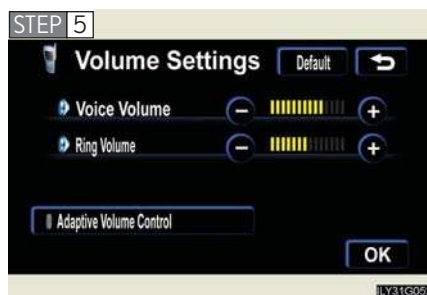 STEP 5
Volume Settings Default
Voice Volume - +
Ring Volume - +
Adaptive Volume Control
OK
ILY31G05